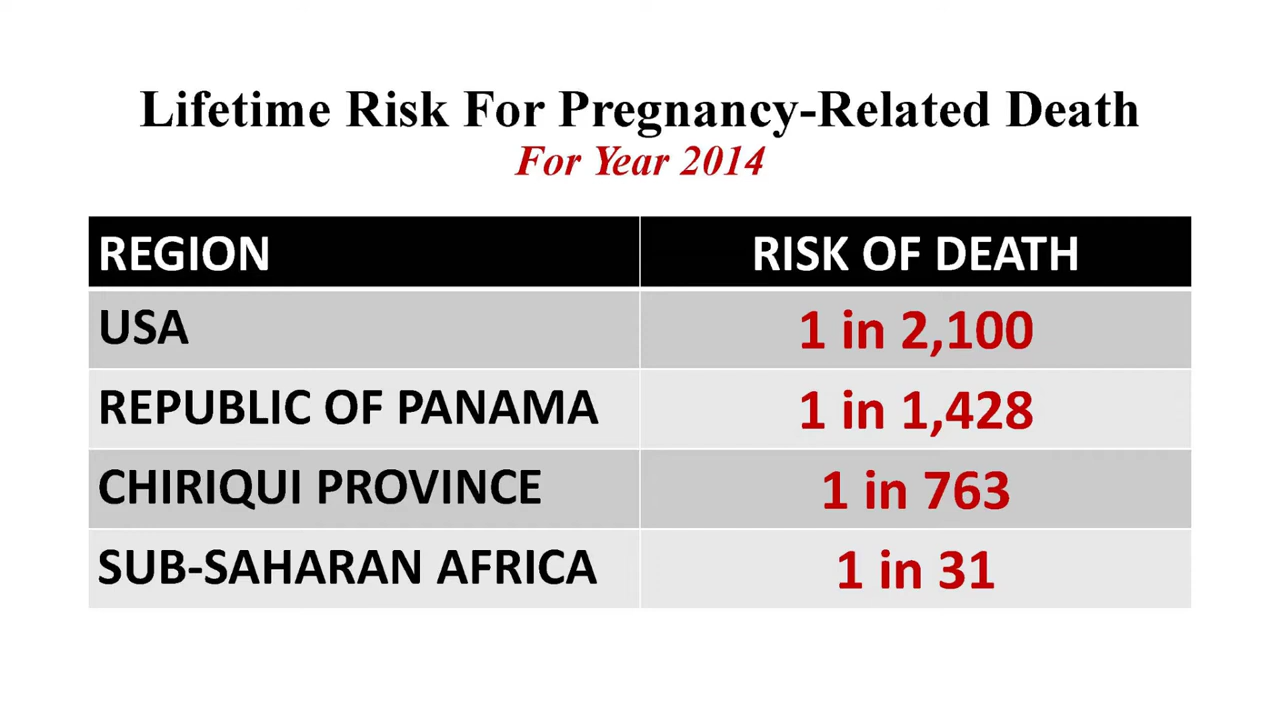 Lifetime Risk For Pregnancy-Related Death
For Year 2014
REGION RISK OF DEATH
USA 1 in 2,100
REPUBLIC OF PANAMA 1 in 1,428
CHIRIQUI PROVINCE 1 in 763
SUB-SAHARAN AFRICA 1 in 31